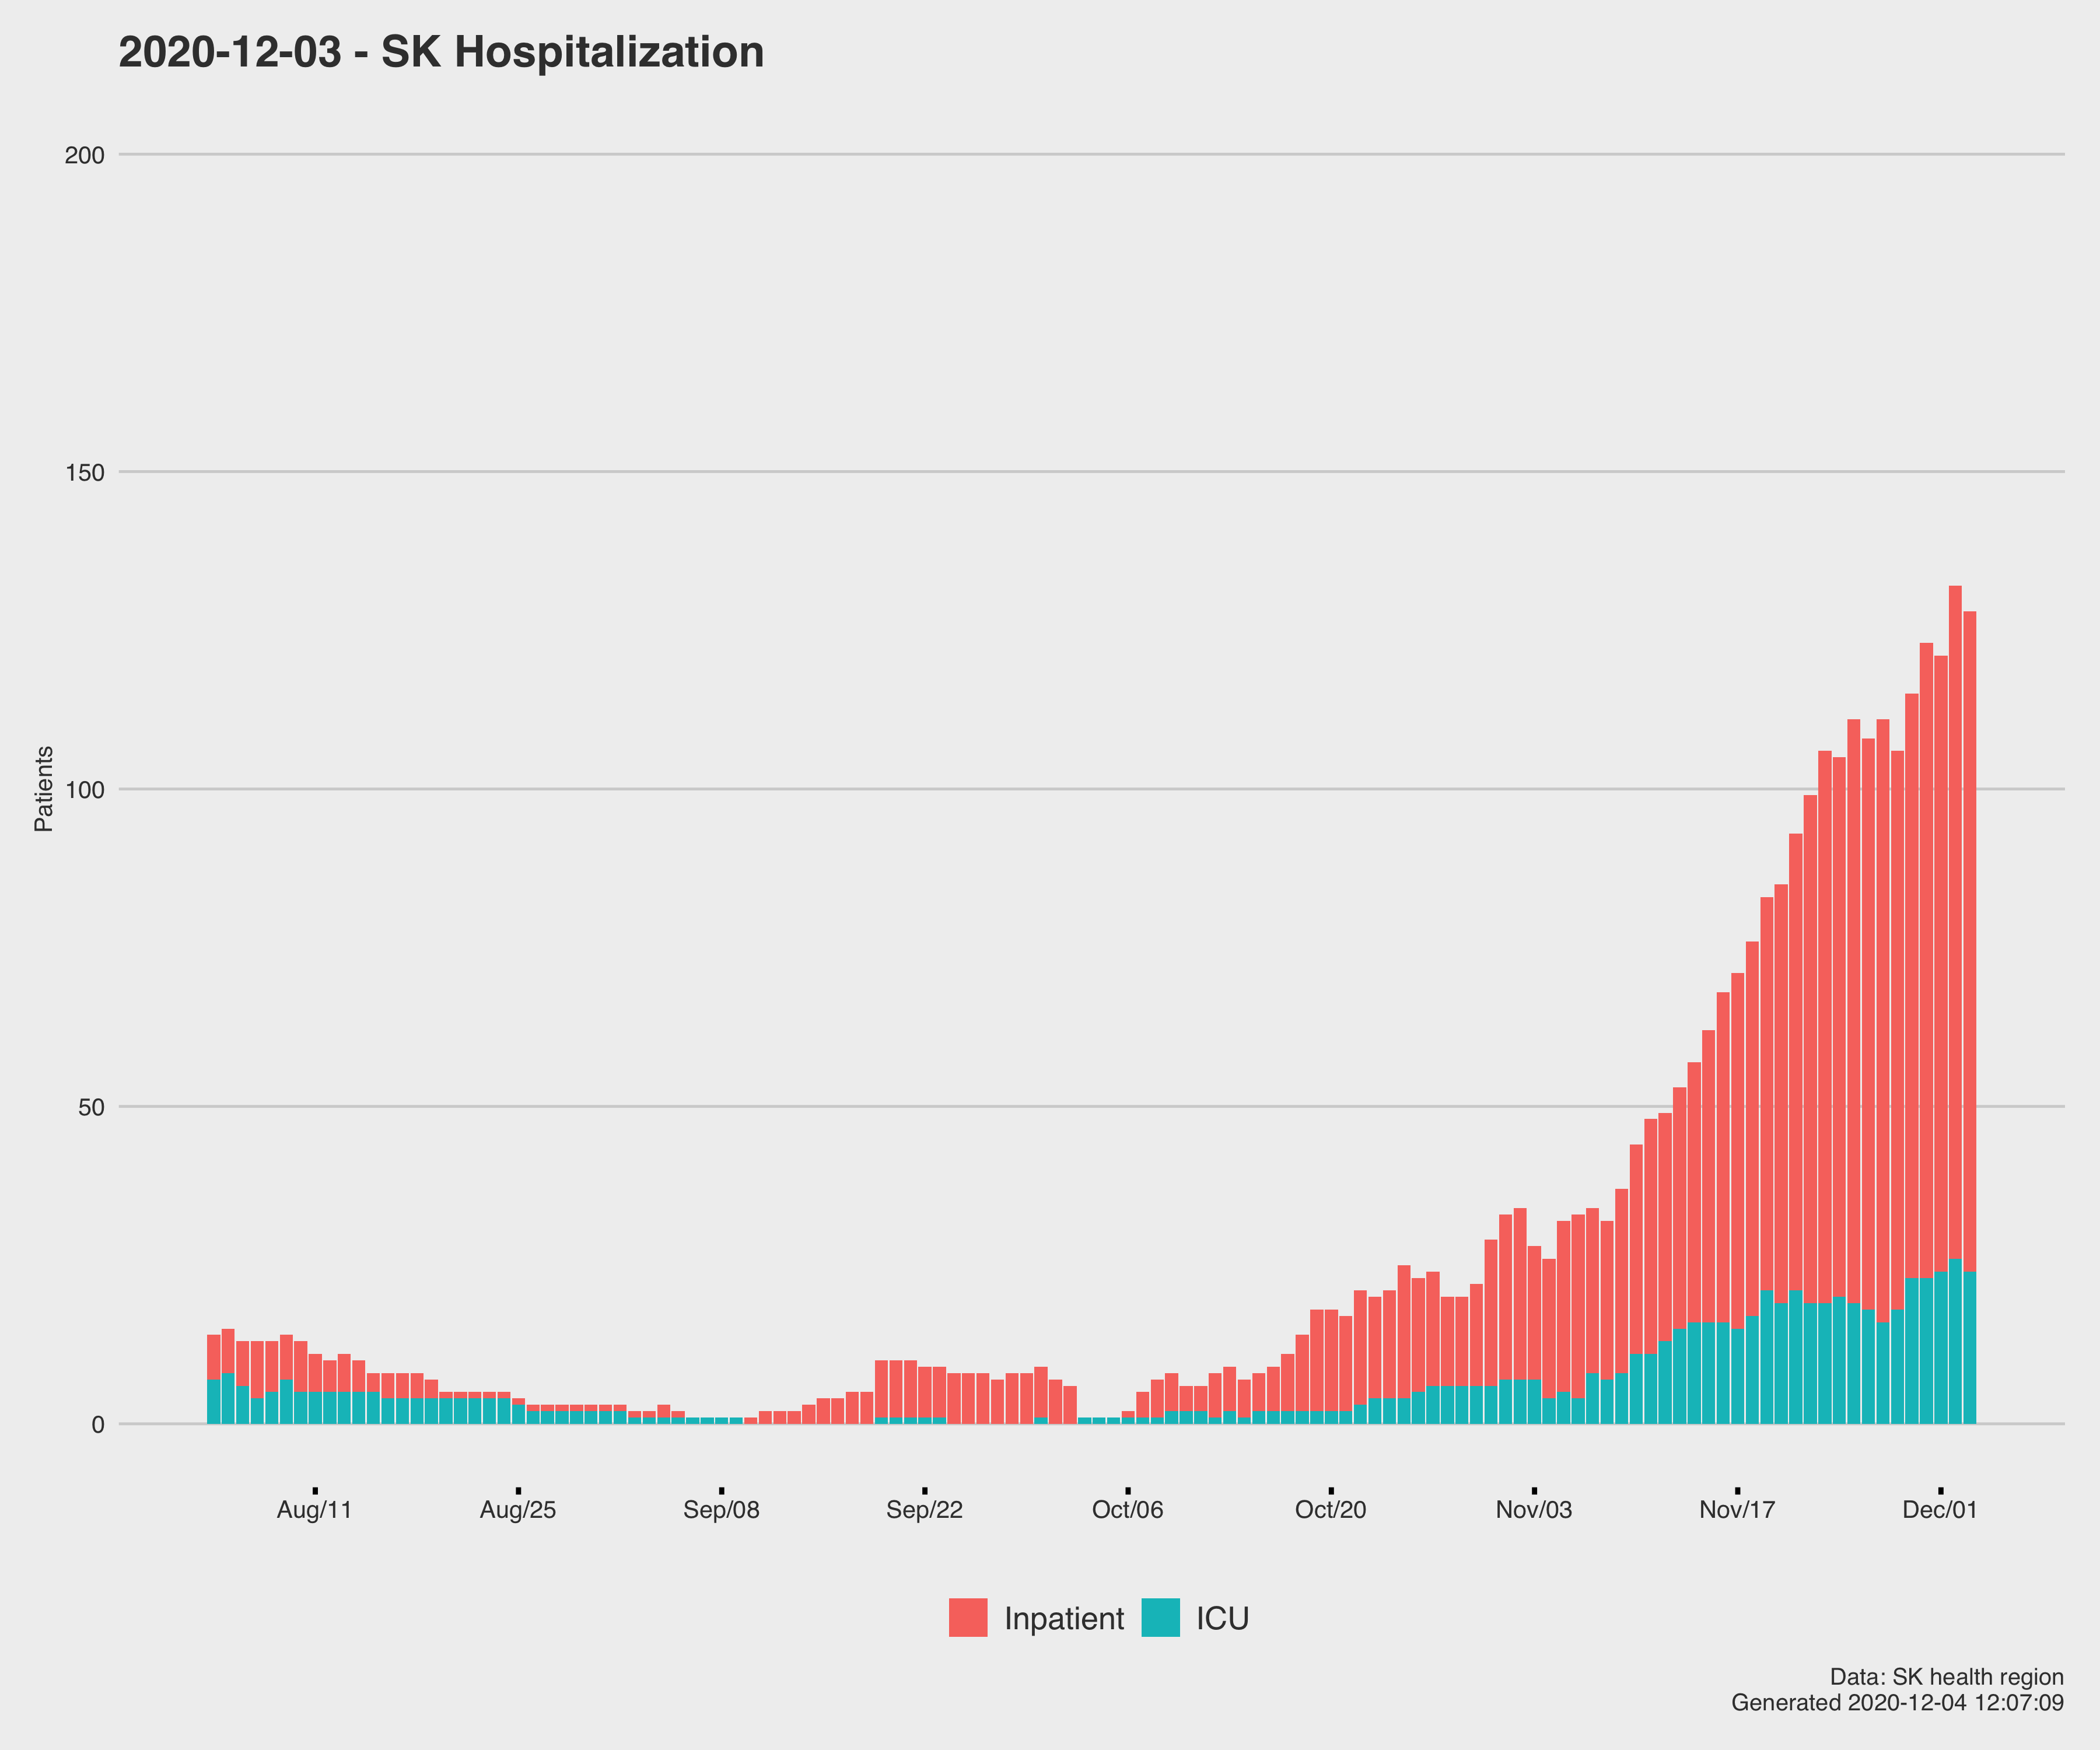 2020-12-03 - SK Hospitalization
200
150
100
50
0
Patients
Aug/11
Aug/25
Sep/08
Sep/22
Oct/06
Oct/20
Nov/03
Nov/17
Dec/01
Inpatient
ICU
Data: SK health region
Generated 2020-12-04 12:07:09